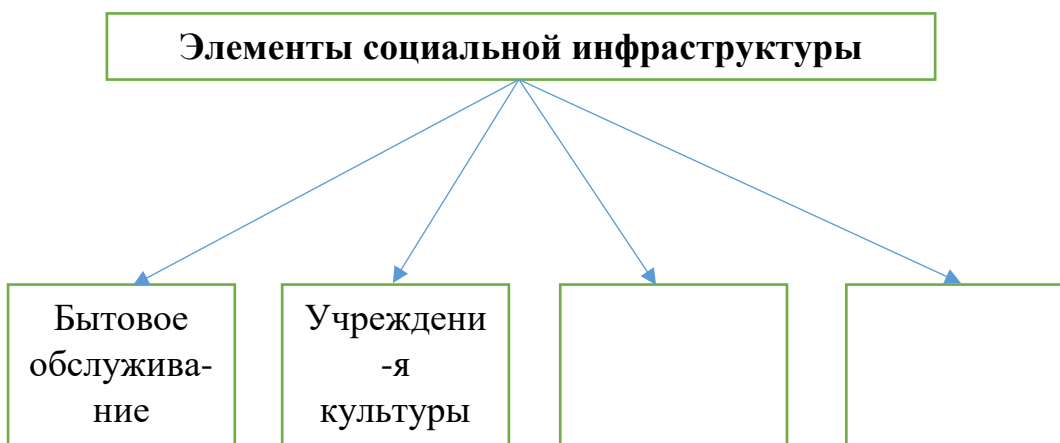 Элементы социальной инфраструктуры
Бытовое
обслужива-
ние
Учреждени
-я
культуры